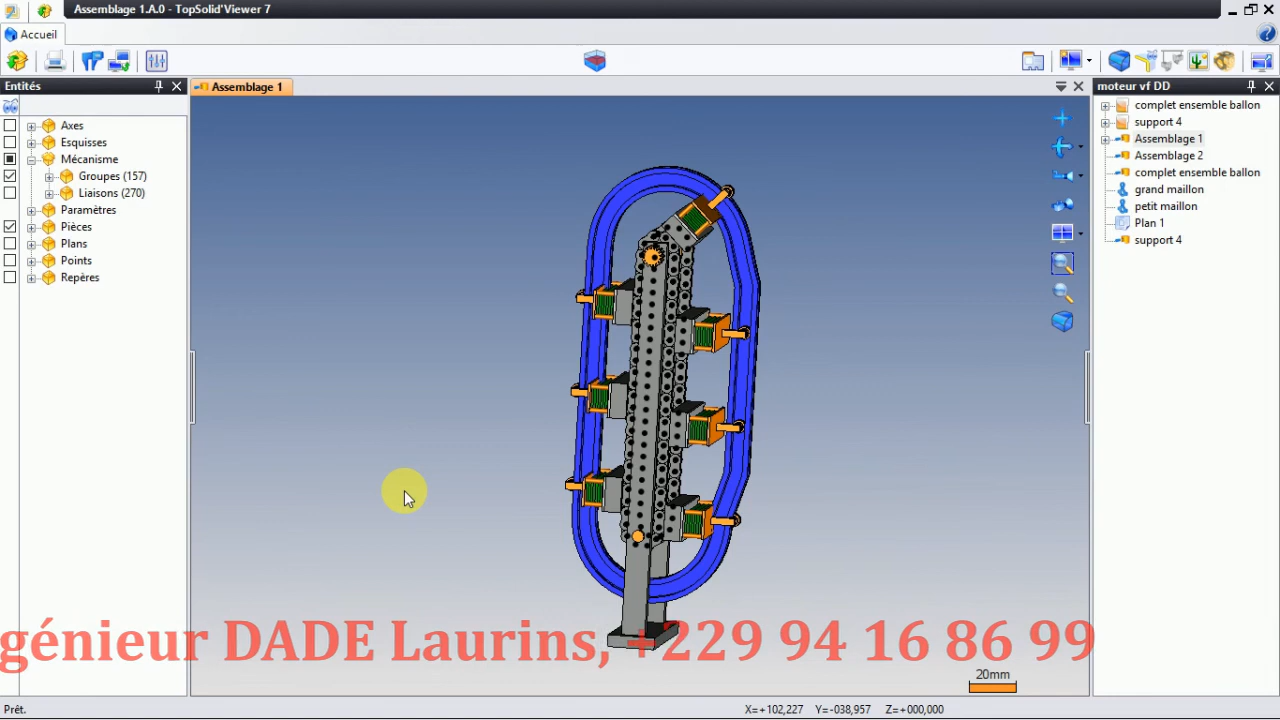 Assemblage 1.A.0 - TopSolid'Viewer 7
Accueil
Entités
Axes
Esquisses
Mécanisme
Groupes (157)
Liaisons (270)
Paramètres
Pièces
Plans
Points
Repères
Assemblage 1
moteur vf DD
complet ensemble ballon
support 4
Assemblage 1
Assemblage 2
complet ensemble ballon
grand maillon
petit maillon
Plan 1
support 4
génieur DADE Laurins, +229 94 16 86 99
20mm
Prêt.
X=+102,227 Y=-038,957 Z=+000,000